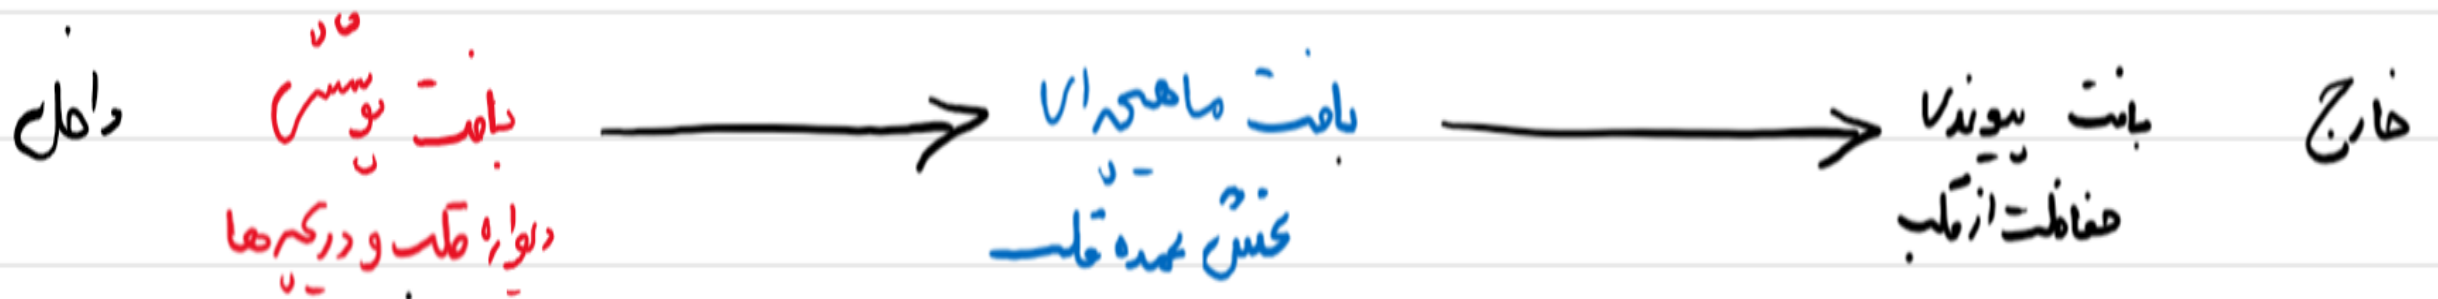 خارج بافت پیوندی بافت ماهیچه‌ای بافت پوششی داخل
حفاظت از قلب بخش عمده قلب دیواره قلب و دریچه‌ها